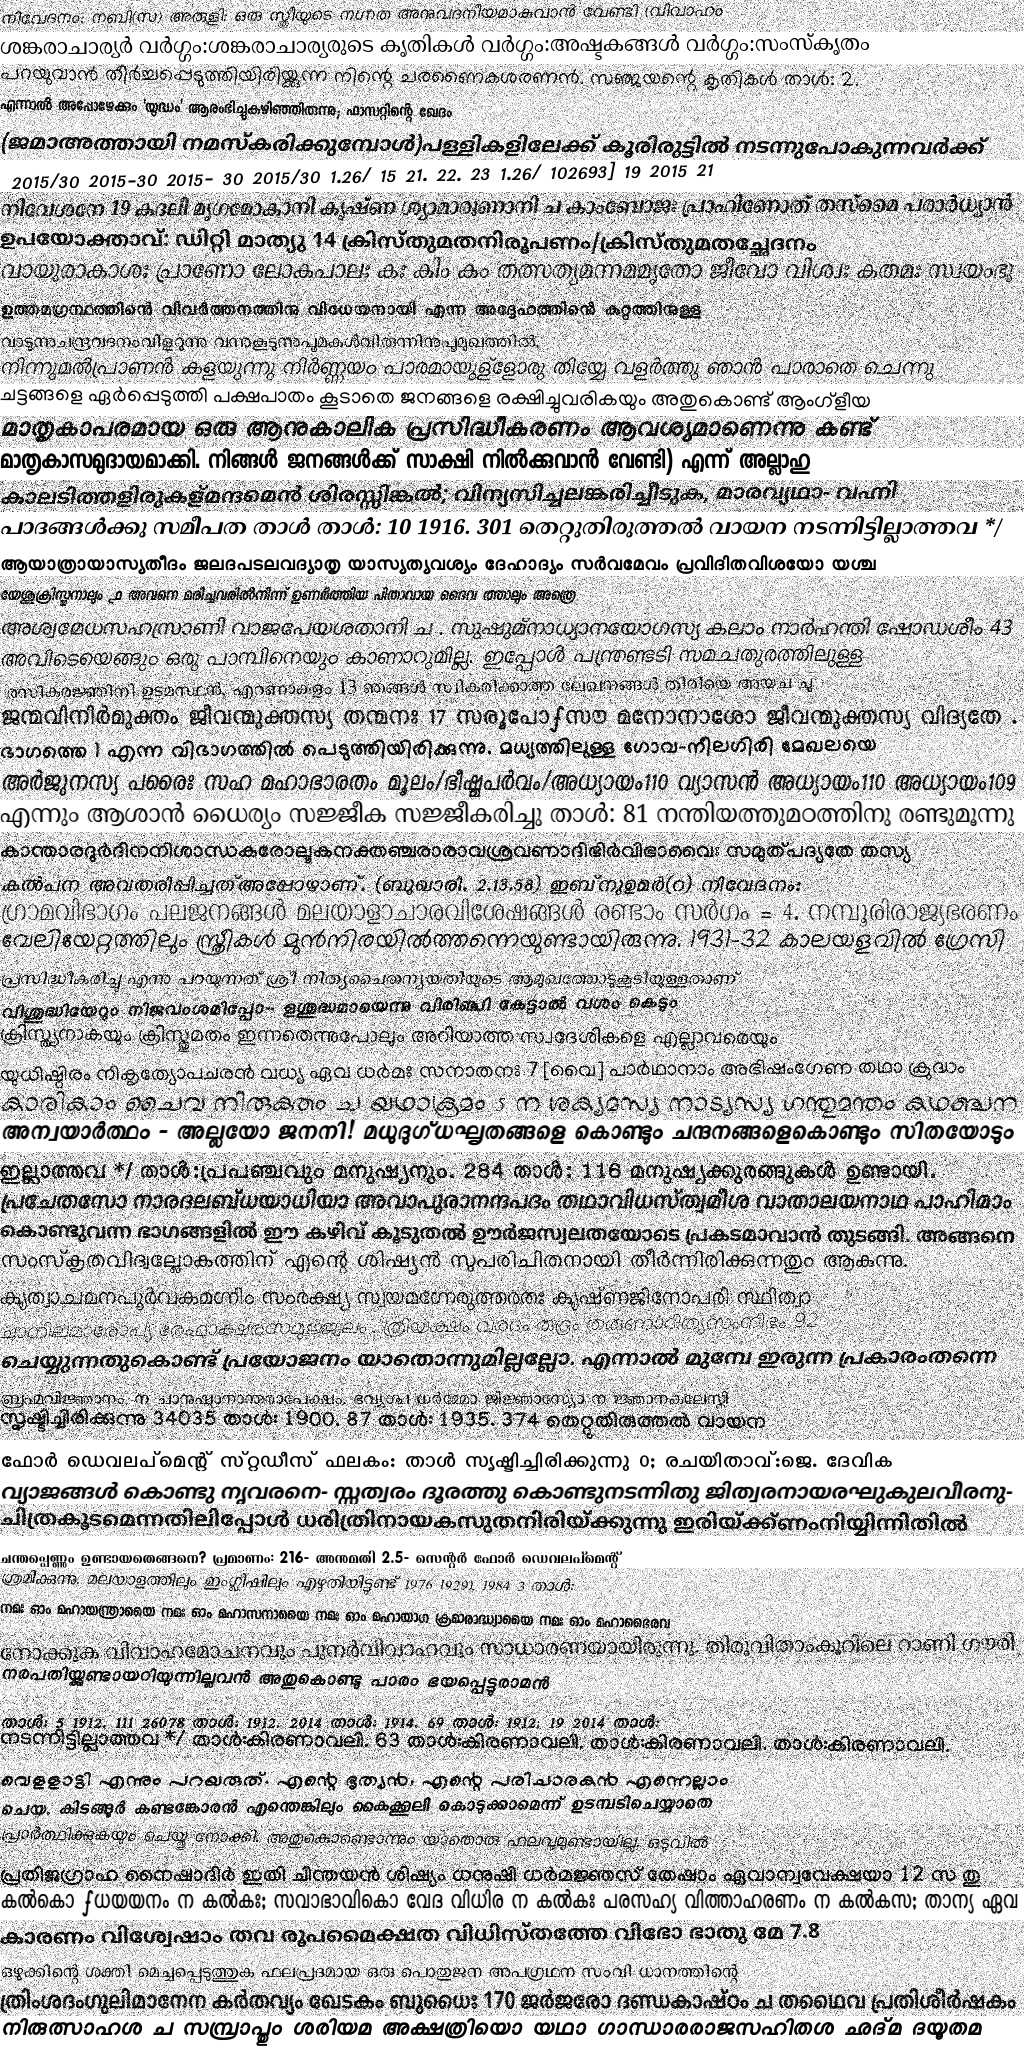 നിവേദനം: നബി(സ) അരുളി: ഒരു സ്ത്രീയുടെ നഗ്നത അനുവദനീയമാകുവാൻ വേണ്ടി (വിവാഹം
ശങ്കരാചാര്യർ വർഗ്ഗം:ശങ്കരാചാര്യരുടെ കൃതികൾ വർഗ്ഗം:അഷ്ടകങ്ങൾ വർഗ്ഗം:സംസ്കൃതം
പറയുവാൻ തീർച്ചപ്പെടുത്തിയിരിയ്ക്കുന്ന നിന്റെ ചരണൈകശരണൻ. സഞ്ജയന്റെ കൃതികൾ താൾ: 2.
എന്നാൽ അപ്പോഴേക്കും 'യുദ്ധം' ആരംഭിച്ചുകഴിഞ്ഞിരുന്നു; ഫാസറ്റിന്റെ ഖേദം
(ജമാഅത്തായി നമസ്കരിക്കുമ്പോൾ)പള്ളികളിലേക്ക് കൂരിരുട്ടിൽ നടന്നുപോകുന്നവർക്ക്
2015/30 2015-30 2015- 30 2015/30 1.26/ 15 21. 22. 23 1.26/ 102693] 19 2015 21
നിവേശനേ 19 കദലീ മൃഗമോകാനി കൃഷ്ണ ശ്യാമാരുണാനി ച കാംബോജഃ പ്രാഹിണോത് തസ്മൈ പരാർധ്യാൻ
ഉപയോക്താവ്: ഡിറ്റി മാത്യു 14 ക്രിസ്തുമതനിരൂപണം/ക്രിസ്തുമതച്ഛേദനം
വായുരാകാശഃ പ്രാണോ ലോകപാലഃ കഃ കിം കം തത്സത്യമന്നമമൃതോ ജീവോ വിശ്വഃ കതമഃ സ്വയംഭൂ
ഉത്തമഗ്രന്ഥത്തിൻെറ വിവർത്തനത്തിനു വിധേയനായി എന്ന അദ്ദേഹത്തിൻെറ കുറ്റത്തിനുള്ള
വാടുന്നുചന്ദ്രവദനംവിളറുന്നു വന്നുകൂടുന്നുപൂമകൾവിരുന്നിനുപൂമുഖത്തിൽ,
നിന്നുമൽപ്രാണൻ കളയുന്നു നിർണ്ണയം പാരമായുള്ളോരു തിയ്യേ വളർത്തു ഞാൻ പാരാതെ ചെന്നു
ചട്ടങ്ങളെ ഏർപ്പെടുത്തി പക്ഷപാതം കൂടാതെ ജനങ്ങളെ രക്ഷിച്ചുവരികയും അതുകൊണ്ട് ആംഗ്ളീയ
മാതൃകാപരമായ ഒരു ആനുകാലിക പ്രസിദ്ധീകരണം ആവശ്യമാണെന്നു കണ്ട്
മാതൃകാസമുദായമാക്കി. നിങ്ങൾ ജനങ്ങൾക്ക് സാക്ഷി നിൽക്കുവാൻ വേണ്ടി) എന്ന് അല്ലാഹു
കാലടിത്തളിരുകള്മന്ദമെൻ ശിരസ്സിങ്കൽ; വിന്യസിച്ചലങ്കരിച്ചീടുക, മാരവ്യഥാ- വഹ്നി
പാദങ്ങൾക്കു സമീപത താൾ താൾ: 10 1916. 301 തെറ്റുതിരുത്തൽ വായന നടന്നിട്ടില്ലാത്തവ */
ആയാത്രായാസ്യതീദം ജലദപടലവദ്യാതൃ യാസ്യത്യവശ്യം ദേഹാദ്യം സർവമേവം പ്രവിദിതവിശയോ യശ്ച
യേശുക്രിസ്തനാലും ൧ അവനെ മരിച്ചവരിൽനിന്ന് ഉണർത്തിയ പിതാവായ ദൈവ ത്താലും അത്രെ
അശ്വമേധസഹസ്രാണി വാജപേയശതാനി ച . സുഷുമ്നാധ്യാനയോഗസ്യ കലാം നാർഹന്തി ഷോഡശീം 43
അവിടെയെങ്ങും ഒരു പാമ്പിനെയും കാണാറുമില്ല. ഇപ്പോൾ പന്ത്രണ്ടടി സമചതുരത്തിലുള്ള
രസികരഞ്ജിനി ഉടമസ്ഥൻ, എറണാകുളം 13 ഞങ്ങൾ സ്വീകരിക്കാത്ത ലേഖനങ്ങൾ തിരിയെ അയച
ജന്മവിനിർമുക്തം ജീവന്മുക്തസ്യ തന്മനഃ 17 സരൂപോഽസൗ മനോനാശോ ജീവന്മുക്തസ്യ വിദ്യതേ .
ഭാഗത്തെ 1 എന്ന വിഭാഗത്തിൽ പെടുത്തിയിരിക്കുന്നു. മധ്യത്തിലുള്ള ഗോവ-നീലഗിരി മേഖലയെ
അർജുനസ്യ പരൈഃ സഹ മഹാഭാരതം മൂലം/ഭീഷ്മപർവം/അധ്യായം110 വ്യാസൻ അധ്യായം110 അധ്യായം109
എന്നും ആശാൻ ധൈര്യം സജ്ജീക സജ്ജീകരിച്ചു താൾ: 81 നന്തിയത്തുമഠത്തിനു രണ്ടുമൂന്നു
കാന്താരദുർദിനനിശാന്ധകരോലൂകനക്തഞ്ചരാരാവശ്രവണാദിഭിർവിഭാവൈഃ സമുത്പദ്യതേ തസ്യ
കൽപന അവതരിപ്പിച്ചത്അപ്പോഴാണ്. (ബുഖാരി. 2.13.58) ഇബ്നുഉമർ(റ) നിവേദനം:
ഗ്രാമവിഭാഗം പലജനങ്ങൾ മലയാളാചാരവിശേഷങ്ങൾ രണ്ടാം സർഗം = 4. നമ്പൂരിരാജ്യഭരണം
വേലിയേറ്റത്തിലും സ്ത്രീകൾ മുൻനിരയിൽത്തന്നെയുണ്ടായിരുന്നു. 1931-32 കാലയളവിൽ ഗ്രേസി
പ്രസിദ്ധീകരിച്ച എന്നു പറയുന്നത് ശ്രീ നിത്യചൈതന്യയതിയുടെ ആമുഖത്തോടുകൂടിയുള്ളതാണ്
വിശുദ്ധിയേറ്റം നിജവംശമിപ്പോ- ളശുദ്ധമായെന്നു വിരിഞ്ചി കേട്ടാൽ വശം കെടും
ക്രിസ്ത്യനാകയും ക്രിസ്തുമതം ഇന്നതെന്നുപോലും അറിയാത്ത സ്വദേശികളെ എല്ലാവരെയും
യുധിഷ്ഠിരം നികൃത്യോപചരൻ വധ്യ ഏവ ധർമഃ സനാതനഃ 7 [വൈ] പാർഥാനാം അഭിഷംഗേണ തഥാ ക്രുദ്ധം
കാരികാം ചൈവ നിരുക്തം ച യഥാക്രമം 5 ന ശക്യമസ്യ നാട്യസ്യ ഗന്തുമന്തം കഥഞ്ചന
അന്വയാർത്ഥം - അല്ലയോ ജനനി! മധുദുഗ്ധഘൃതങ്ങളെ കൊണ്ടും ചന്ദനങ്ങളെകൊണ്ടും സിതയോടും
ഇല്ലാത്തവ */ താൾ:പ്രപഞ്ചവും മനുഷ്യനും. 284 താൾ: 116 മനുഷ്യക്കുരങ്ങുകൾ ഉണ്ടായി.
പ്രചേതസോ നാരദലബ്ധയാധിയാ അവാപുരാനന്ദപദം തഥാവിധസ്ത്വമീശ വാതാലയനാഥ പാഹിമാം
കൊണ്ടുവന്ന ഭാഗങ്ങളിൽ ഈ കഴിവ് കൂടുതൽ ഊർജസ്വലതയോടെ പ്രകടമാവാൻ തുടങ്ങി. അങ്ങനെ
സംസ്കൃതവിദ്വല്ലോകത്തിന് എന്റെ ശിഷ്യൻ സുപരിചിതനായി തീർന്നിരിക്കുന്നതും ആകുന്നു.
കൃത്വാചമനപൂർവകമഗ്നിം സംരക്ഷ്യ സ്വയമഗ്നേരുത്തരതഃ കൃഷ്ണജിനോപരി സ്ഥിത്വാ
ചെയ്യുന്നതുകൊണ്ട് പ്രയോജനം യാതൊന്നുമില്ലല്ലോ. എന്നാൽ മുമ്പേ ഇരുന്ന പ്രകാരംതന്നെ
ബ്രഹ്മവിജ്ഞാനം ന ചാനുഷ്ഠാനാന്തരാപേക്ഷം. ഭവ്യശ്ച ധർമ്മോ ജിജ്ഞാസ്യോ ന ജ്ഞാനകാലേസ്തി
സൃഷ്ടിച്ചിരിക്കുന്നു 34035 താൾ: 1900. 87 താൾ: 1935. 374 തെറ്റുതിരുത്തൽ വായന
ഫോർ ഡെവലപ്മെന്റ് സ്റ്റഡീസ് ഫലകം: താൾ സൃഷ്ടിച്ചിരിക്കുന്നു 0; രചയിതാവ്:ജെ. ദേവിക
വ്യാജങ്ങൾ കൊണ്ടു നൃവരനെ- സ്സത്വരം ദൂരത്തു കൊണ്ടുനടന്നിതു ജിത്വരനായരഘുകുലവീരനു-
ചിത്രകൂടമെന്നതിലിപ്പോൾ ധരിത്രിനായകസുതനിരിയ്ക്കുന്നു ഇരിയ്ക്ക്ണംനിയ്യിന്നിതിൽ
ചന്തപ്പെണ്ണും ഉണ്ടായതെങ്ങനെ? പ്രമാണം: 216- അനുമതി 2.5- സെന്റർ ഫോർ ഡെവലപ്മെന്റ്
ശ്രമിക്കുന്നു. മലയാളത്തിലും ഇംഗ്ലീഷിലും എഴുതിയിട്ടുണ്ട് 1976 1929). 1984 3 താൾ:
നമഃ ഓം മഹായന്ത്രായൈ നമഃ ഓം മഹാസനായൈ നമഃ ഓം മഹായാഗ ക്രമാരാദ്ധ്വായൈ നമഃ ഓം മഹാഭൈരവ
നോക്കുക വിവാഹമോചനവും പുനർവിവാഹവും സാധാരണയായിരുന്നു. തിരുവിതാംകൂറിലെ റാണി ഗൗരി
നരപതിയ്ക്കുണ്ടായറിയുന്നില്ലവൻ അതുകൊണ്ടു പാരം ഭയപ്പെട്ടുരാമൻ
താൾ: 5 1912. 111 26078 താൾ: 1912. 2014 താൾ: 1914. 69 താൾ: 1912. 19 2014 താൾ:
നടന്നിട്ടില്ലാത്തവ */ താൾ:കിരണാവലി. 63 താൾ:കിരണാവലി. താൾ:കിരണാവലി. താൾ:കിരണാവലി.
വെളളാട്ടി എന്നും പറയരുത്. എന്റെ ഭൃത്യൻ, എന്റെ പരിചാരകൻ എന്നെല്ലാം
ചെയ്തു. കിടങ്ങൂർ കണ്ടങ്കോരൻ എന്തെങ്കിലും കൈക്കൂലി കൊടുക്കാമെന്ന് ഉടമ്പടിചെയ്യാതെ
പ്രാർത്ഥിക്കുകയും ചെയ്തു നോക്കി. അതുകൊണ്ടൊന്നും യാതൊരു ഫലവുമുണ്ടായില്ല. ഒടുവിൽ
പ്രതിജഗ്രാഹ നൈഷാദിർ ഇതി ചിന്തയൻ ശിഷ്യം ധനുഷി ധർമജ്ഞസ് തേഷാം ഏവാന്വവേക്ഷയാ 12 സ തു
കൽകൊ ഽധയയനം ന കൽകഃ; സവാഭാവികൊ വേദ വിധിര ന കൽകഃ പരസഹ്യ വിത്താഹരണം ന കൽകസ; താന്യ ഏവ
കാരണം വിശ്വേഷാം തവ രൂപമൈക്ഷത വിധിസ്തത്തേ വിഭോ ഭാതു മേ 7.8
ഒഴുക്കിന്റെ ശക്തി മെച്ചപ്പെടുത്തുക ഫലപ്രദമായ ഒരു പൊതുജന അപഗ്രഥന സംവി ധാനത്തിന്റെ
ത്രിംശദംഗുലിമാനേന കർതവ്യം ഖേടകം ബുധൈഃ 170 ജർജരോ ദണ്ഡകാഷ്ഠം ച തഥൈവ പ്രതിശീർഷകം
നിരുത്സാഹശ ച സമ്പ്രാപ്തും ശരിയമ അക്ഷത്രിയൊ യഥാ ഗാന്ധാരരാജസഹിതശ ഛദ്മ ദയൂതമ